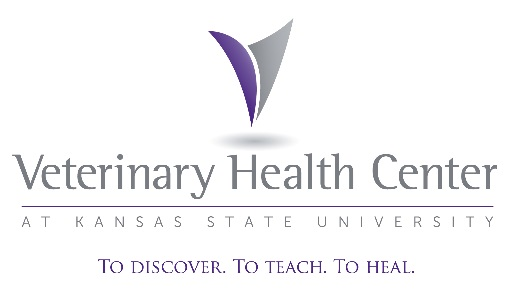 Veterinary Health Center
AT KANSAS STATE UNIVERSITY
TO DISCOVER. TO TEACH. TO HEAL.